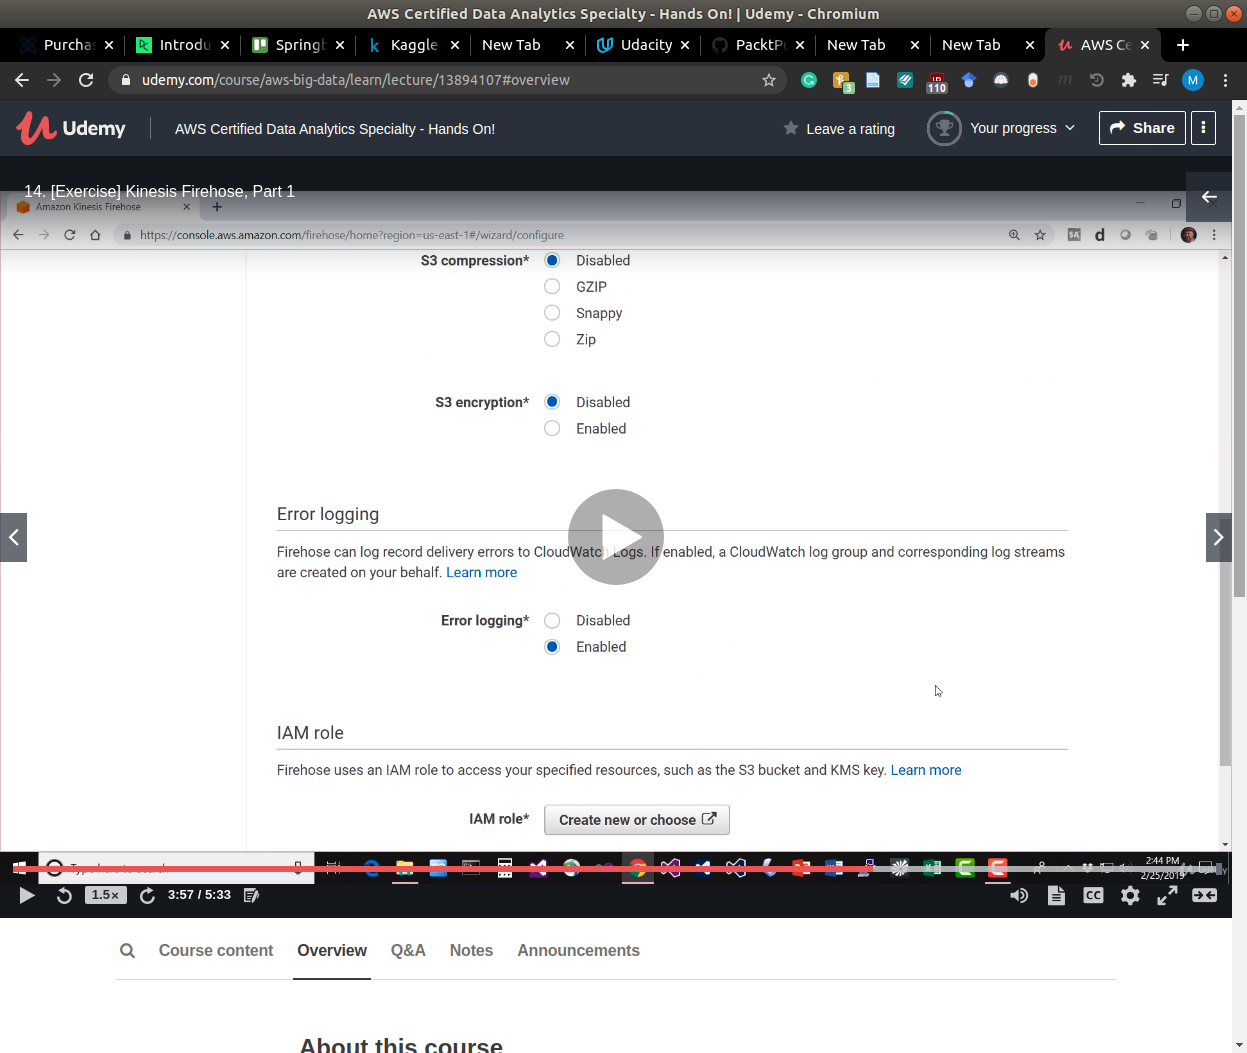 AWS Certified Data Analytics Specialty - Hands On! | Udemy - Chromium
Purcha
Introdu
Spring
Kaggle
New Tab
Udacity
PacktP
New Tab
New Tab
AWS Ce
udemy.com/course/aws-big-data/learn/lecture/13894107#overview
3
110
M
Udemy
AWS Certified Data Analytics Specialty - Hands On!
Leave a rating
Your progress
Share
14. [Exercise] Kinesis Firehose, Part 1
Amazon Kinesis Firehose
https://console.aws.amazon.com/firehose/home?region=us-east-1#/wizard/configure
S3 compression*
Disabled
GZIP
Snappy
Zip
S3 encryption*
Disabled
Enabled
Error logging
Firehose can log record delivery errors to CloudWatch Logs. If enabled, a CloudWatch log group and corresponding log streams
are created on your behalf. Learn more
Error logging*
Disabled
Enabled
IAM role
Firehose uses an IAM role to access your specified resources, such as the S3 bucket and KMS key. Learn more
IAM role*
Create new or choose
2:44 PM
2/25/2019
1.5×
3:57 / 5:33
CC
Course content
Overview
Q&A
Notes
Announcements
About this course